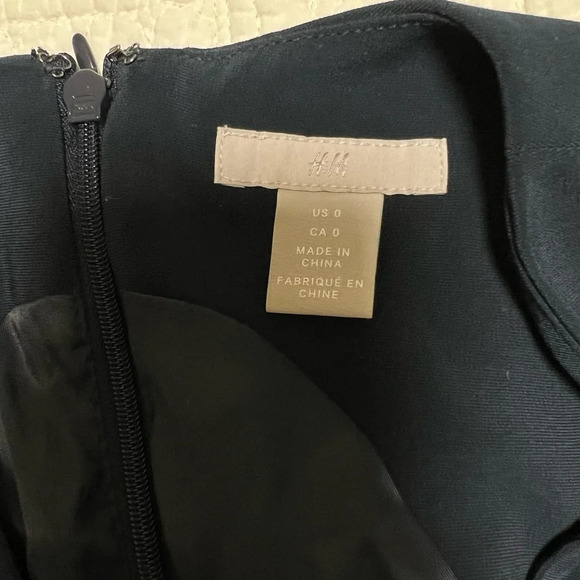 H&M
US 0
CA 0
MADE IN
CHINA
FABRIQUÉ EN
CHINE